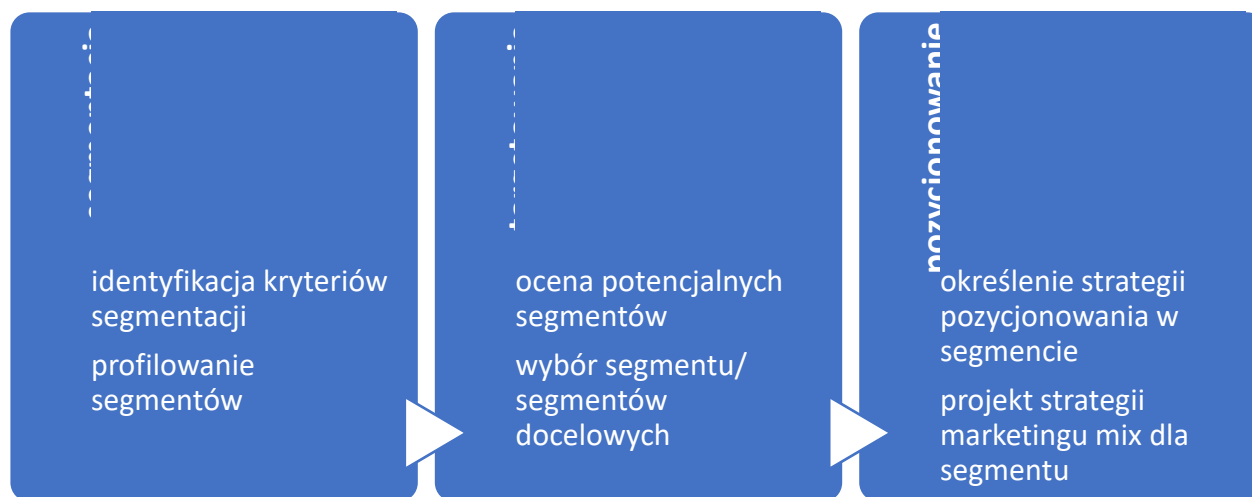 identyfikacja kryteriów
segmentacji
profilowanie
segmentów
ocena potencjalnych
segmentów
wybór segmentu/
segmentów
docelowych
pozycjonowanie
określenie strategii
pozycjonowania w
segmencie
projekt strategii
marketingu mix dla
segmentu